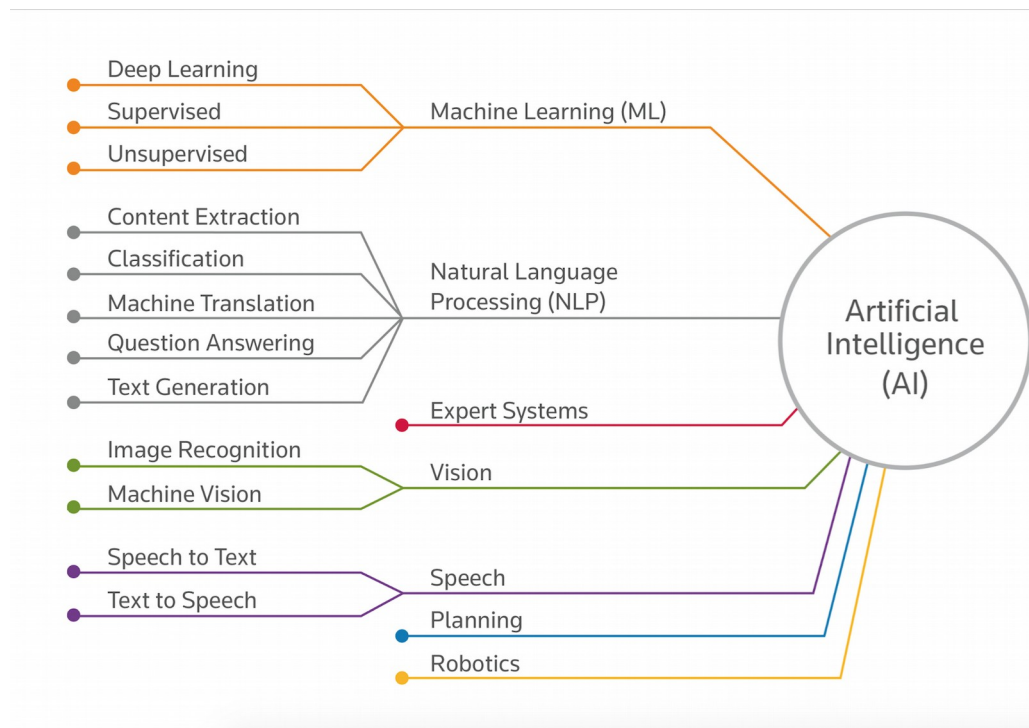 Deep Learning
Supervised
Unsupervised
Machine Learning (ML)
Content Extraction
Classification
Machine Translation
Question Answering
Text Generation
Natural Language
Processing (NLP)
Expert Systems
Image Recognition
Machine Vision
Vision
Speech to Text
Text to Speech
Speech
Planning
Robotics
Artificial
Intelligence
(AI)